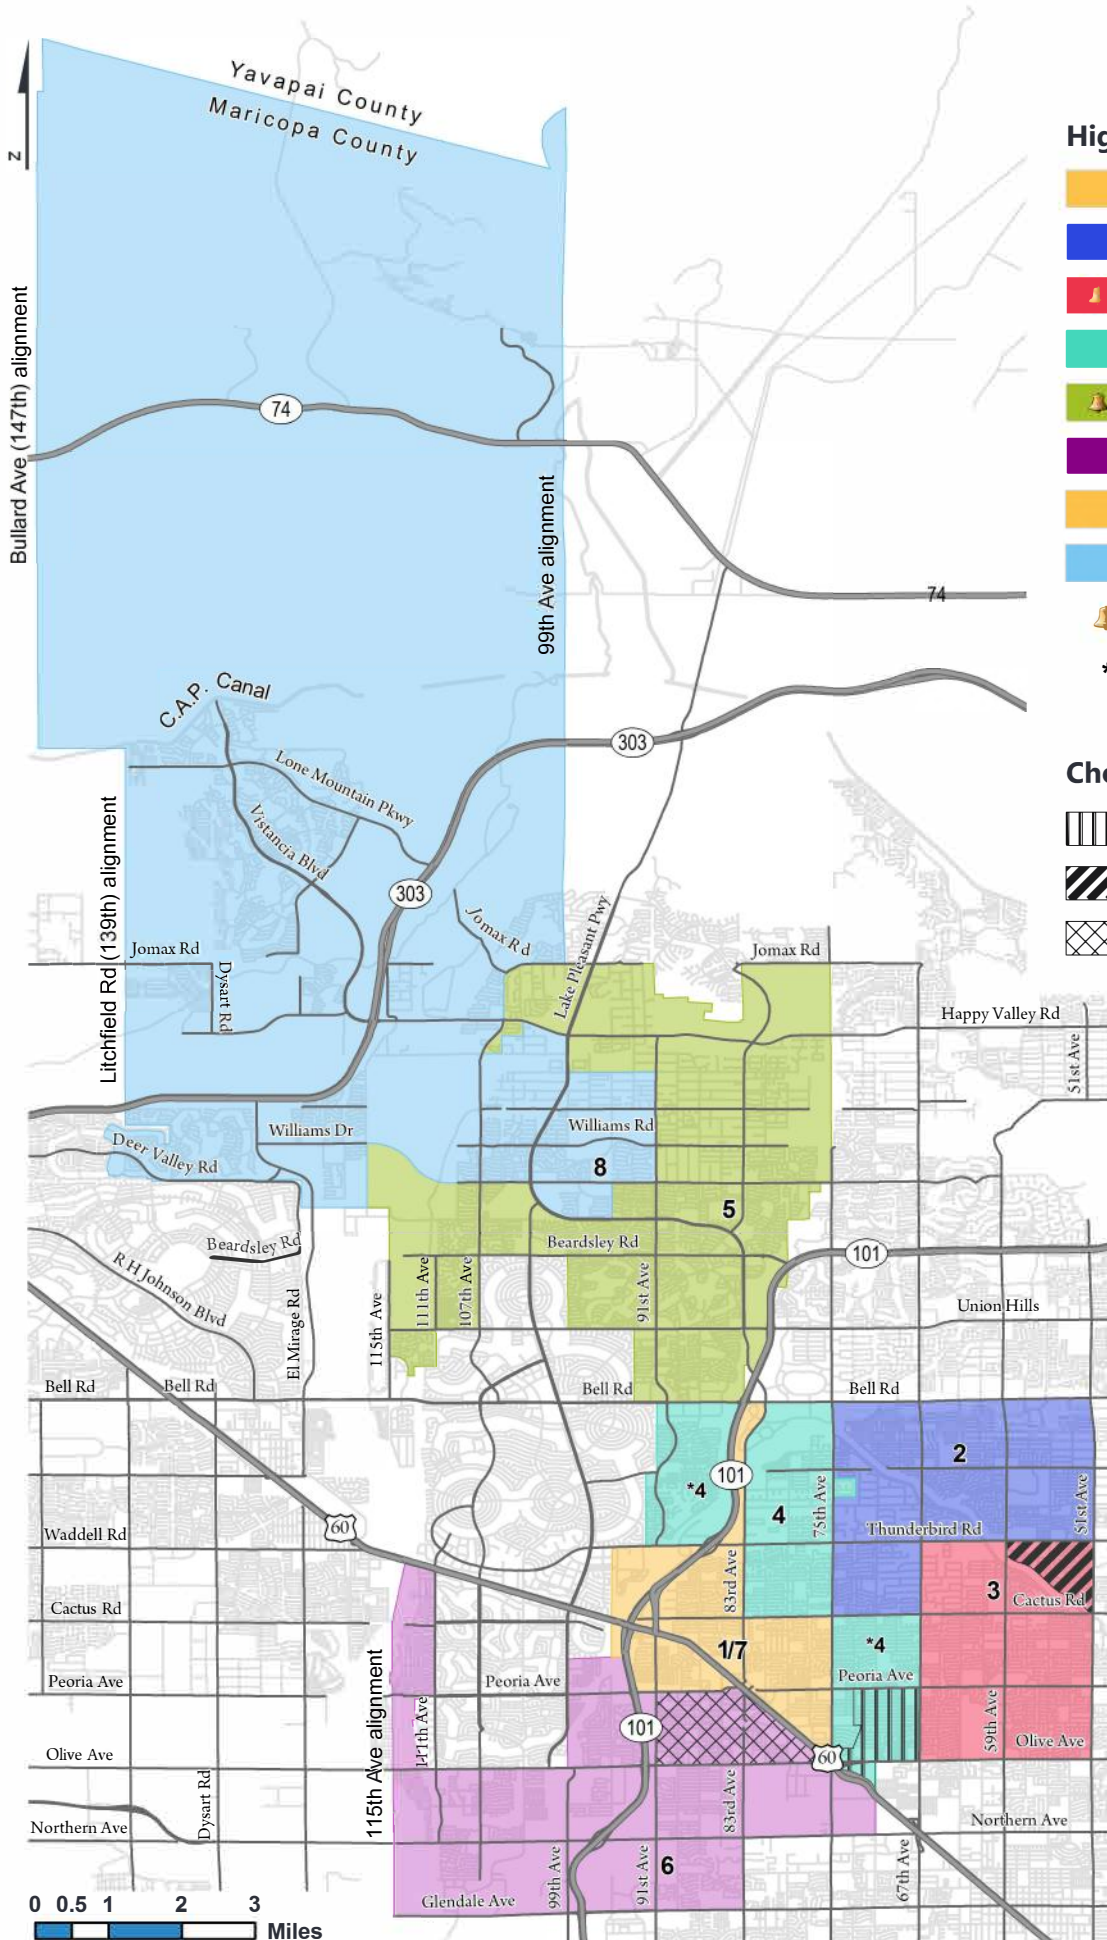 Yavapai County
Maricopa County
Z
Hig
Bullard Ave (147th) alignment
74
99th Ave alignment
74
*
C.A.P. Canal
303
Lone Mountain Pkwy
Che
Vistancia Blvd
Litchfield Rd (139th) alignment
303
Jomax Rd
Lake Pleasant Pwy
Jomax Rd
Jomax Rd
Dysart Rd
Happy Valley Rd
51st Ave
Williams Dr
Williams Rd
Deer Valley Rd
8
5
Beardsley Rd
Beardsley Rd
101
R H Johnson Blvd
El Mirage Rd
115th Ave
111th Ave
107th Ave
91st Ave
Union Hills
Bell Rd
Bell Rd
Bell Rd
Bell Rd
2
101
*4
4
75th Ave
51st Ave
Waddell Rd
60
Thunderbird Rd
83rd Ave
3
Cactus Rd
Cactus Rd
1/7
*4
Peoria Ave
Peoria Ave
Peoria Ave
115th Ave alignment
111th Ave
101
59th Ave
Olive Ave
Olive Ave
60
Dysart Rd
83rd Ave
Northern Ave
Northern Ave
99th Ave
91st Ave
6
67th Ave
Glendale Ave
0 0.5 1 2 3
Miles